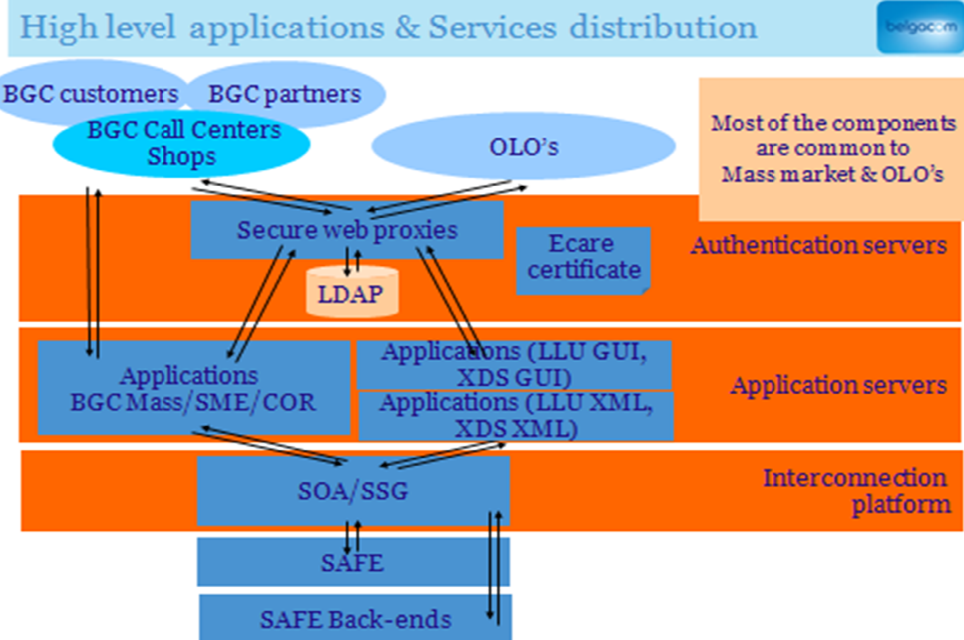 High level applications & Services distribution
belgacom
BGC customers
BGC partners
BGC Call Centers
Shops
OLO's
Most of the components
are common to
Mass market & OLO's
Secure web proxies
Ecare
certificate
Authentication servers
LDAP
Applications
BGC Mass/SME/COR
Applications (LLU GUI,
XDS GUI)
Applications (LLU XML,
XDS XML)
Application servers
SOA/SSG
Interconnection
platform
SAFE
SAFE Back-ends